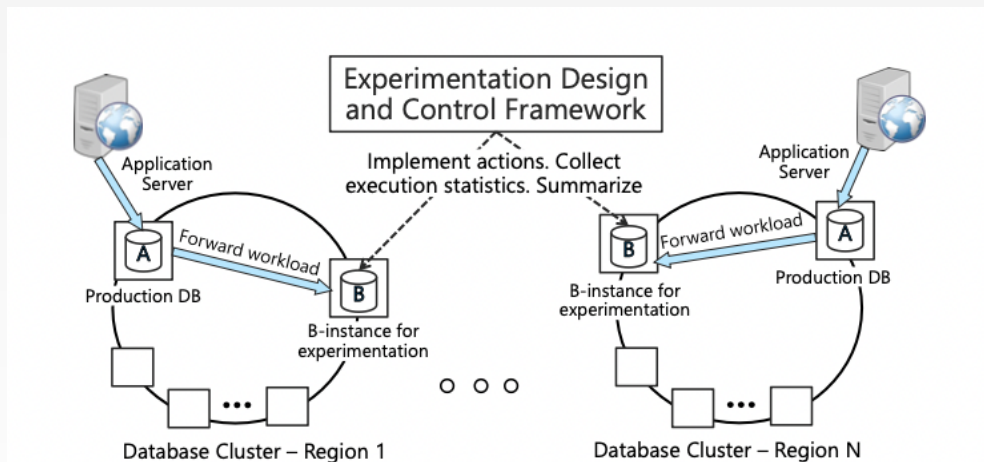 Experimentation Design
and Control Framework
Implement actions. Collect
execution statistics. Summarize
Application
Server
A
Forward workload
Production DB
B
B-instance for
experimentation
...
Database Cluster – Region 1
Application
Server
A
Forward workload
Production DB
B
B-instance for
experimentation
...
Database Cluster – Region N